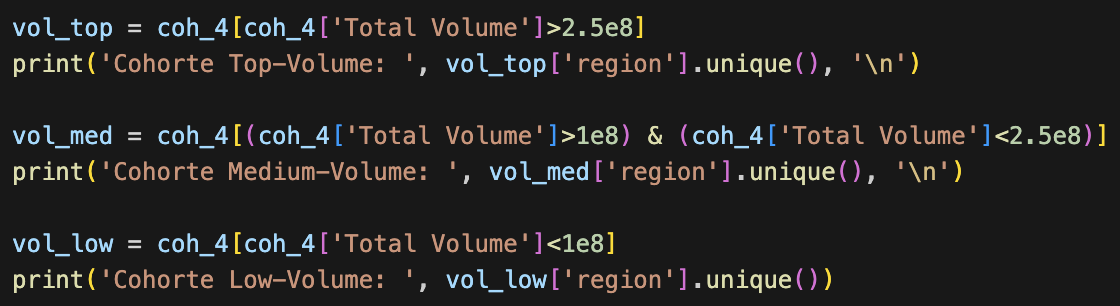 vol_top = coh_4[coh_4['Total Volume']>2.5e8]
print('Cohorte Top-Volume: ', vol_top['region'].unique(), '\n')
vol_med = coh_4[(coh_4['Total Volume']>1e8) & (coh_4['Total Volume']<2.5e8)]
print('Cohorte Medium-Volume: ', vol_med['region'].unique(), '\n')
vol_low = coh_4[coh_4['Total Volume']<1e8]
print('Cohorte Low-Volume: ', vol_low['region'].unique())